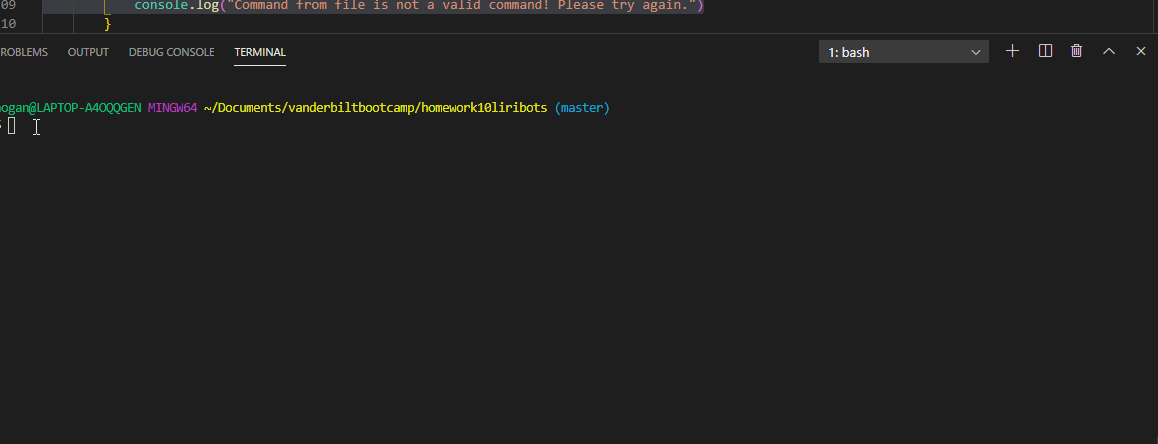 09 console.log("Command from file is not a valid command! Please try again.")
10 }
ROBLEMS OUTPUT DEBUG CONSOLE TERMINAL 1: bash
ogan@LAPTOP-A4OQQGEN MINGW64 ~/Documents/vanderbiltbootcamp/homework10liribots (master)
$